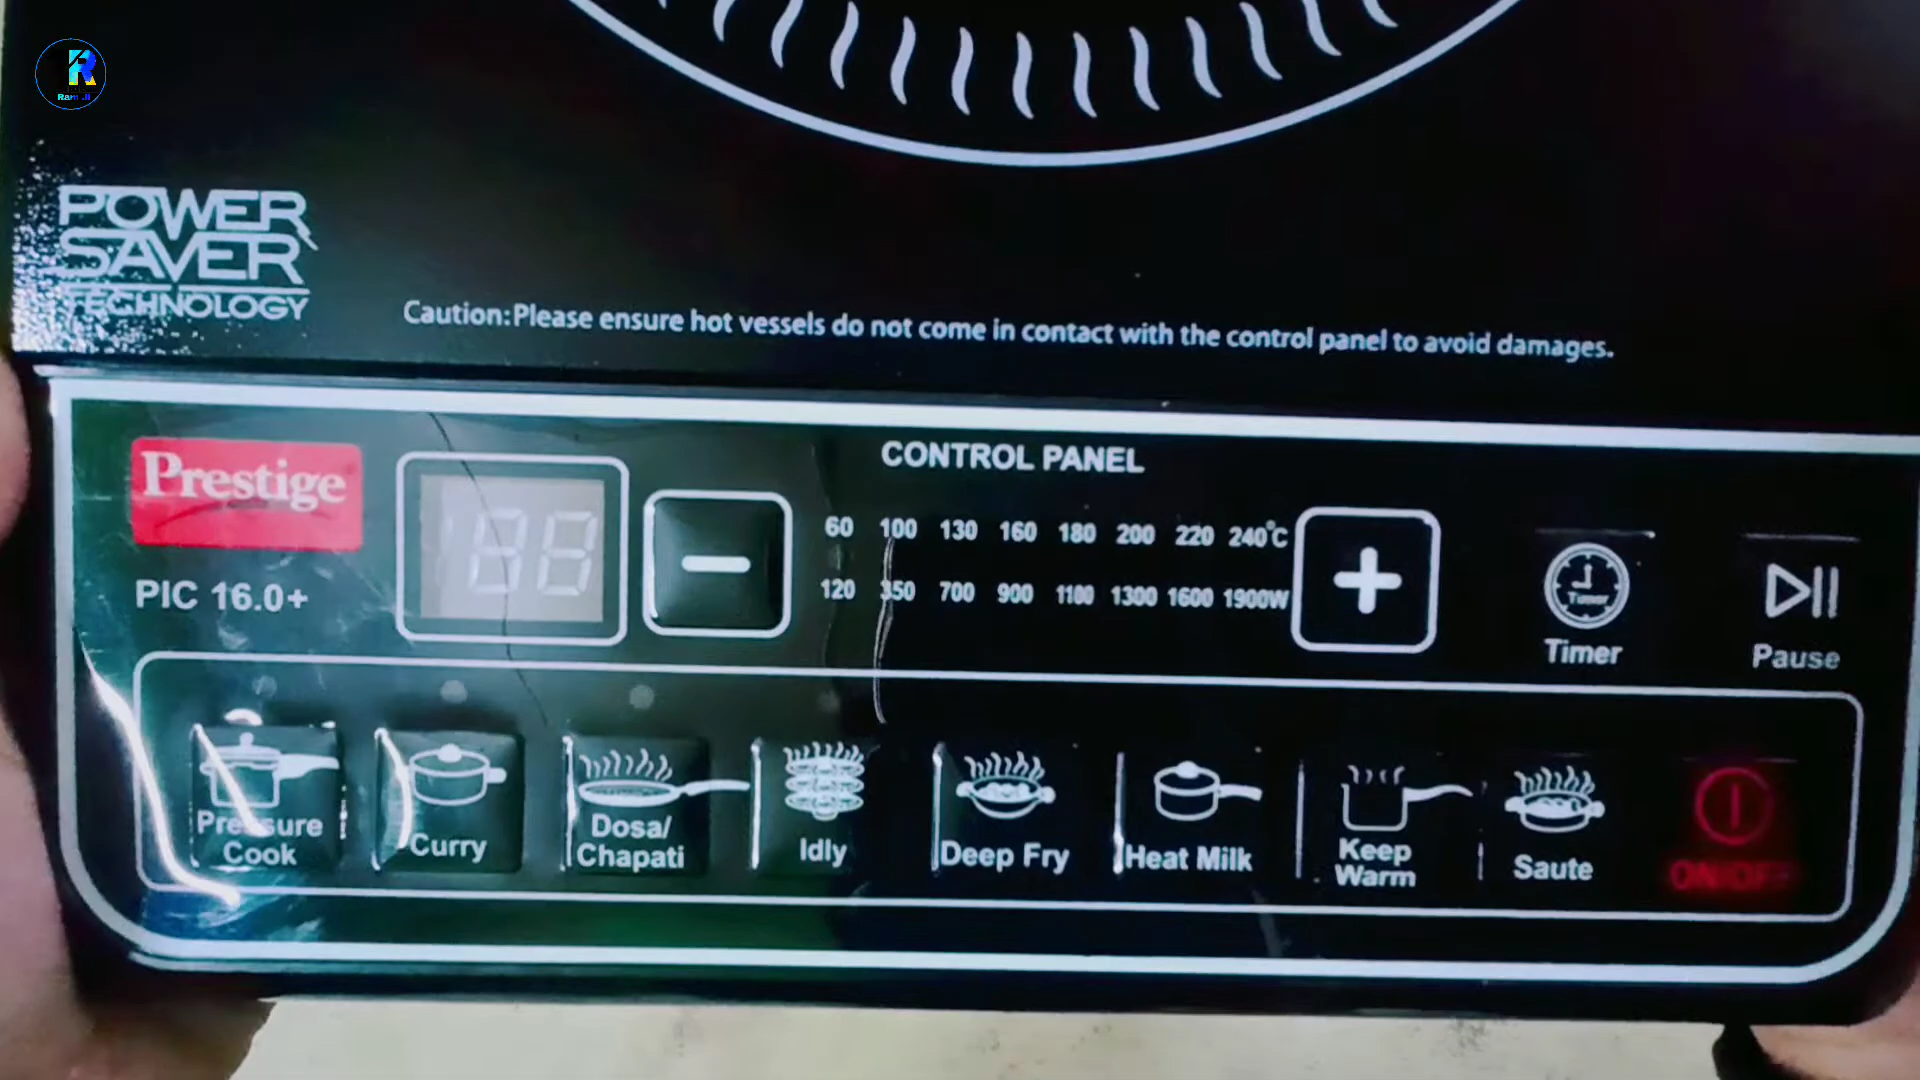 R
POWER
SAVER
TECHNOLOGY
Caution:Please ensure hot vessels do not come in contact with the control panel to avoid damages.
Prestige
PIC 16.0+
CONTROL PANEL
60 100 130 160 180 200 220 240°C
120 350 700 900 1100 1300 1600 1900W
Timer
Timer
Pause
Pressure
Cook
Curry
Dosa/
Chapati
Idly
Deep Fry
Heat Milk
Keep
Warm
Saute
ON/OFF